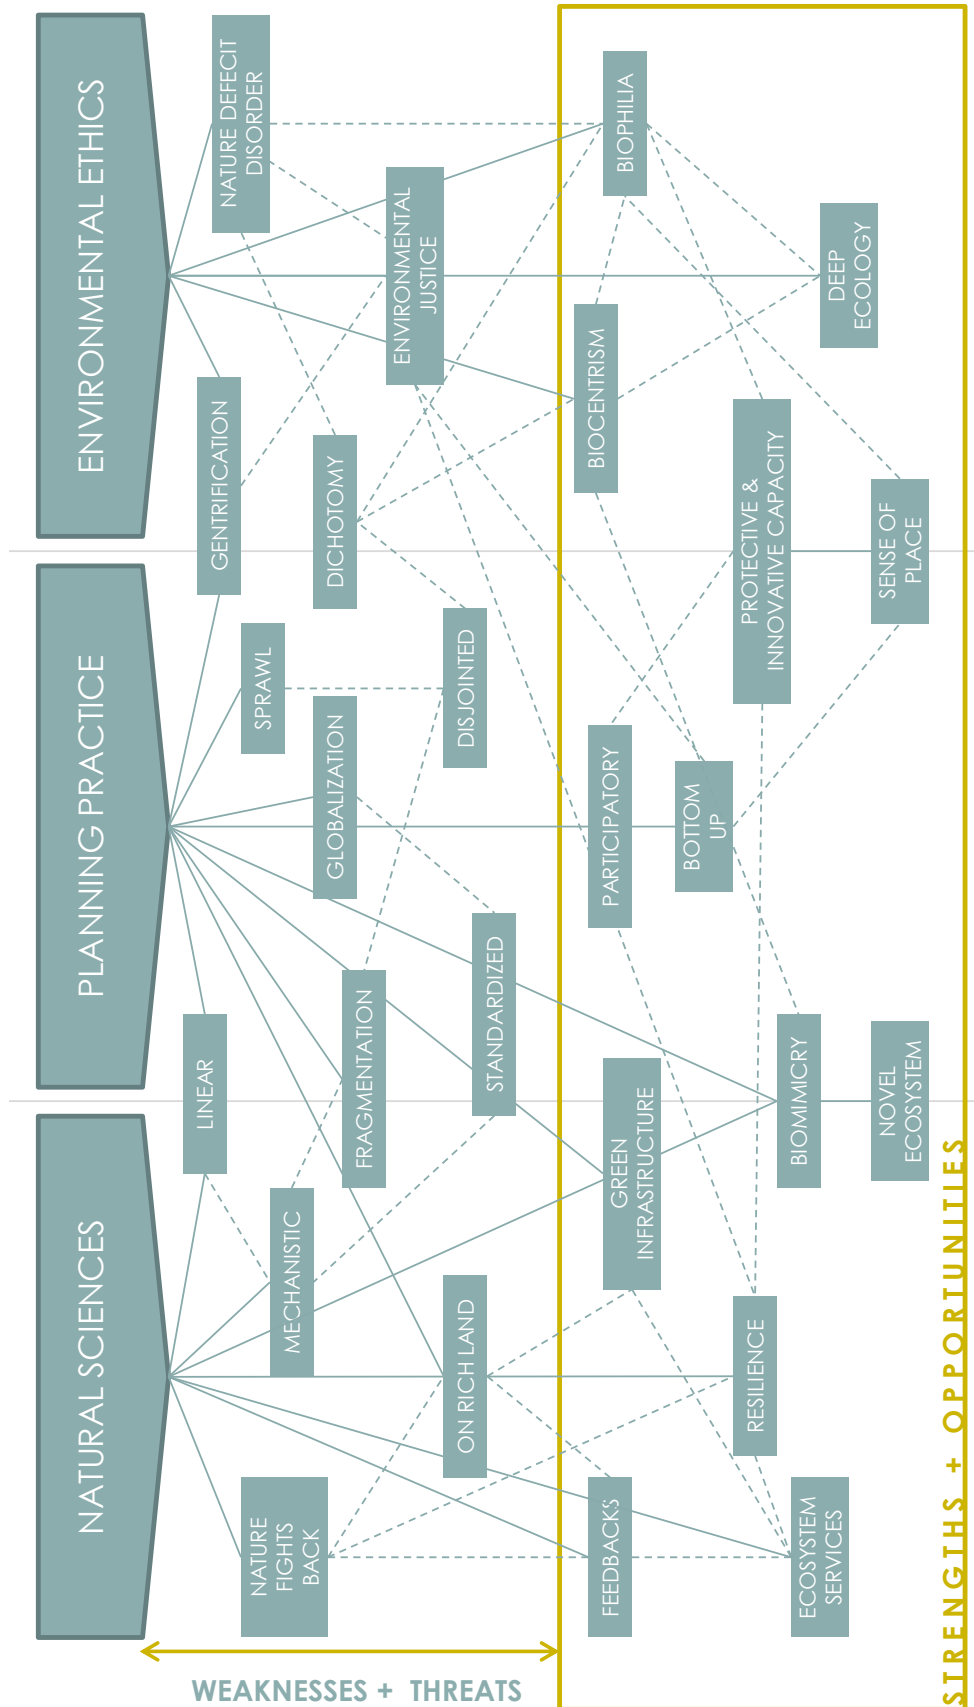 NATURAL SCIENCES
PLANNING PRACTICE
ENVIRONMENTAL ETHICS
LINEAR
GENTRIFICATION
NATURE DEFECIT
DISORDER
NATURE
FIGHTS
BACK
SPRAWL
MECHANISTIC
GLOBALIZATION
DICHOTOMY
FRAGMENTATION
ENVIRONMENTAL
JUSTICE
ON RICH LAND
DISJOINTED
STANDARDIZED
WEAKNESSES + THREATS
BIOCENTRISM
FEEDBACKS
PARTICIPATORY
GREEN
INFRASTRUCTURE
BIOPHILIA
BOTTOM
UP
RESILIENCE
PROTECTIVE &
INNOVATIVE CAPACITY
BIOMIMICRY
ECOSYSTEM
SERVICES
DEEP
ECOLOGY
NOVEL
ECOSYSTEM
SENSE OF
PLACE
STRENGTHS + OPPORTUNITIES